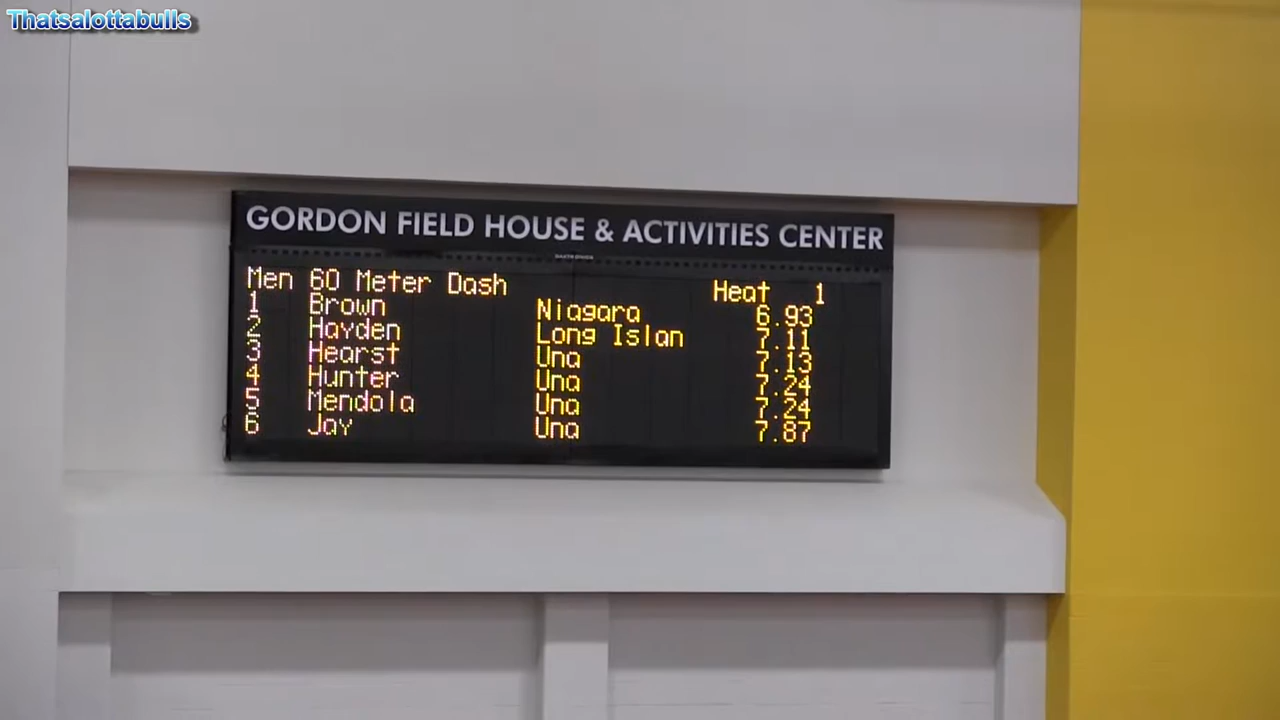 Thatsalottabulls
GORDON FIELD HOUSE & ACTIVITIES CENTER
Men 60 Meter Dash Heat 1
1 Brown Niagara 6.93
2 Hayden Long Islan 7.11
3 Hearst Una 7.13
4 Hunter Una 7.24
5 Mendola Una 7.24
6 Jay Una 7.87